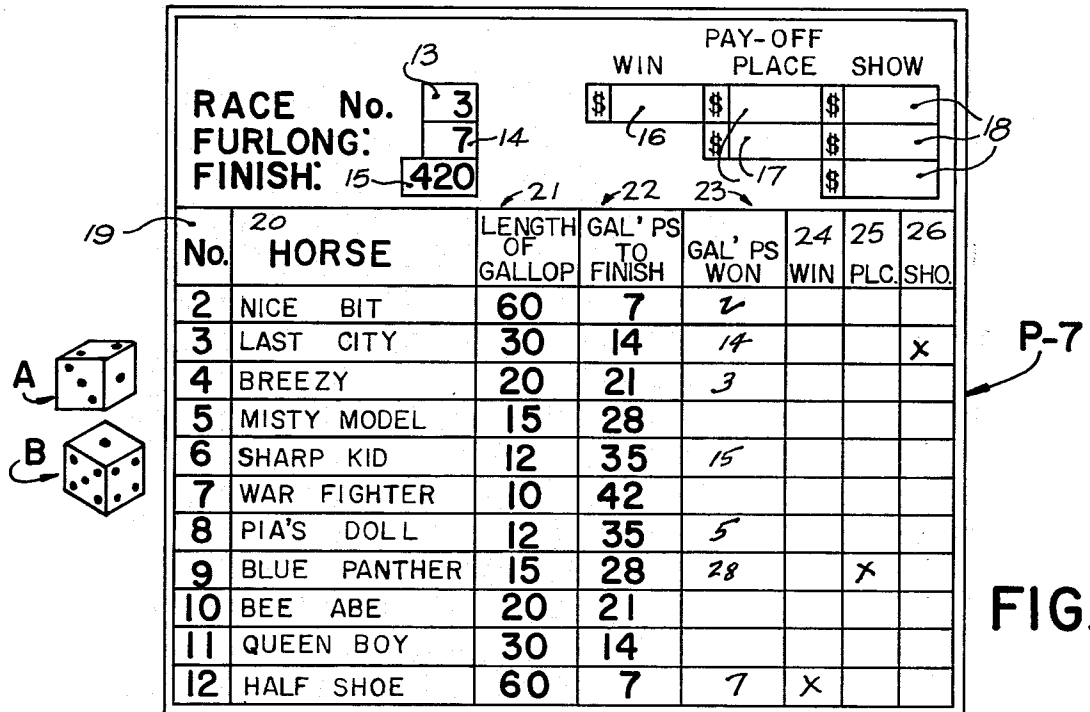 PAY-OFF
WIN PLACE SHOW
13
RACE No. 3 $ $ $
FURLONG: 7 14 16 $ $ 18
FINISH: 15 420 17 $
19 20 21 22 23
No. HORSE LENGTH OF GALLOP GAL' PS TO FINISH GAL' PS WON 24 WIN 25 PLC. 26 SHO.
2 NICE BIT 60 7 2
3 LAST CITY 30 14 14 X
P-7
A 4 BREEZY 20 21 3
5 MISTY MODEL 15 28
B 6 SHARP KID 12 35 15
7 WAR FIGHTER 10 42
8 PIA'S DOLL 12 35 5
9 BLUE PANTHER 15 28 28 X
10 BEE ABE 20 21
FIG.
11 QUEEN BOY 30 14
12 HALF SHOE 60 7 7 X